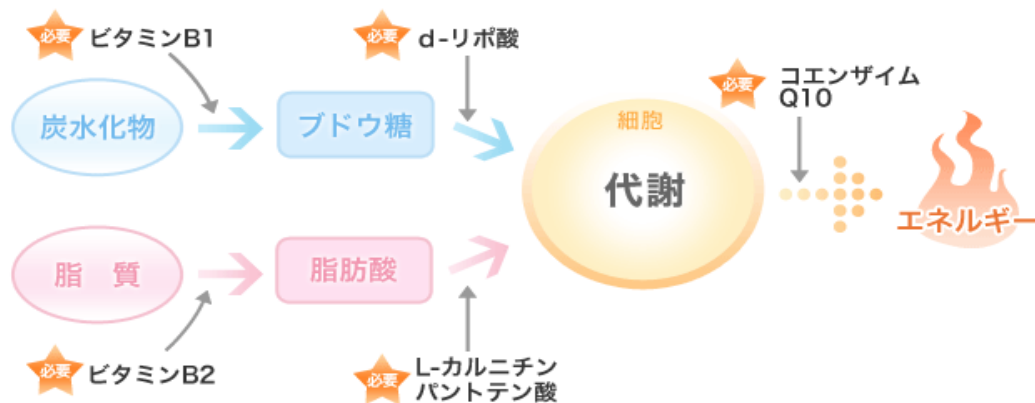 必要 ビタミンB1
必要 d-リポ酸
必要 コエンザイム
Q10
炭水化物
ブドウ糖
細胞
代謝
エネルギー
脂 質
脂肪酸
必要 ビタミンB2
必要 L-カルニチン
パントテン酸